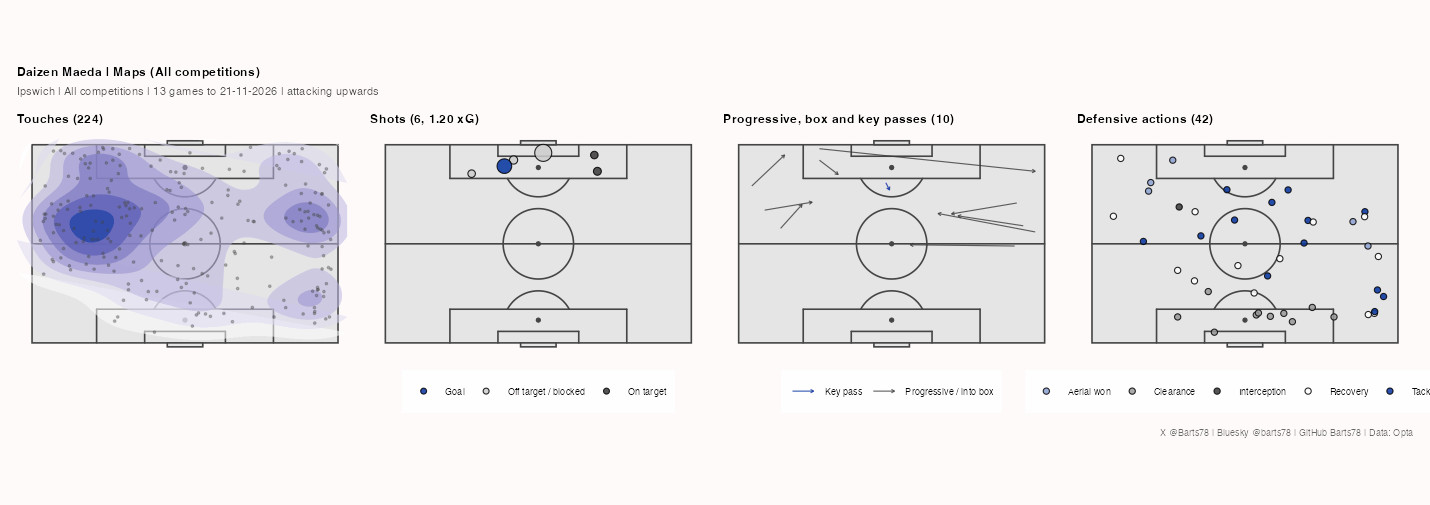 Daizen Maeda | Maps (All competitions)
Ipswich | All competitions | 13 games to 21-11-2026 | attacking upwards
Touches (224)
Shots (6, 1.20 xG)
Progressive, box and key passes (10)
Defensive actions (42)
Goal
Off target / blocked
On target
Key pass
Progressive / into box
Aerial won
Clearance
Interception
Recovery
Tack
X @Barts78 | Bluesky @barts78 | GitHub Barts78 | Data: Opta